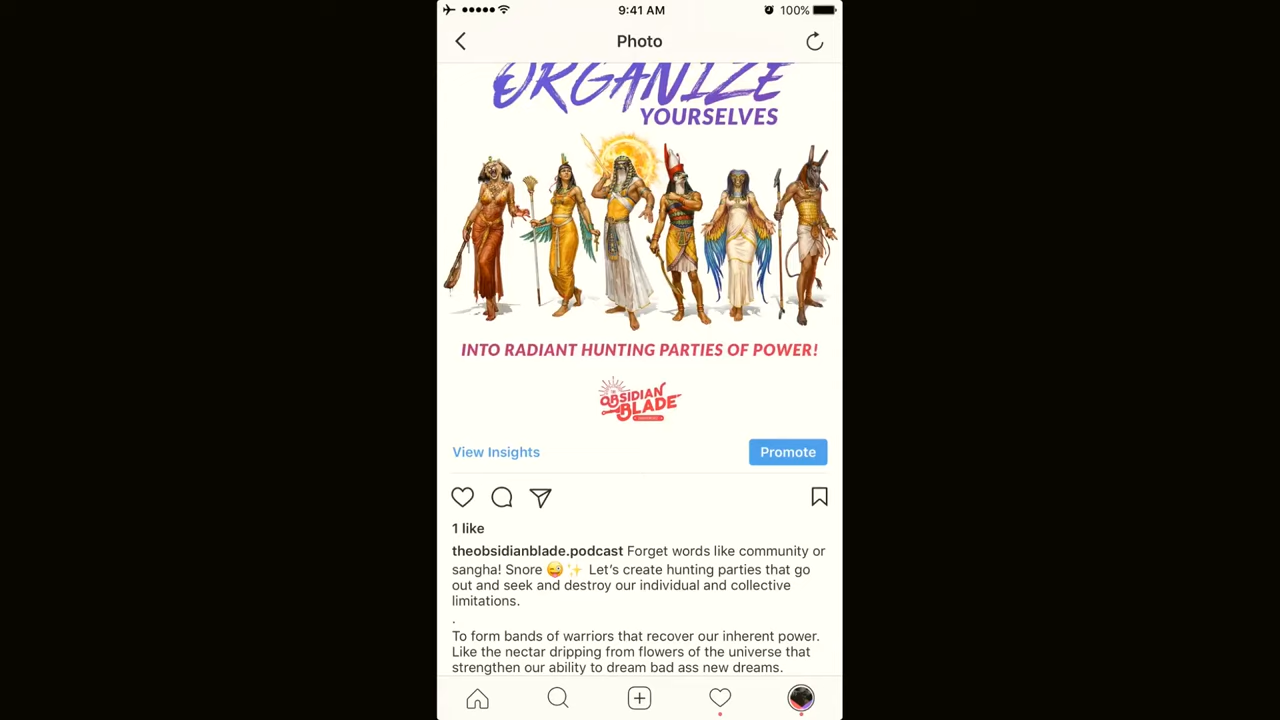 9:41 AM
100%
Photo
ORGANIZE
YOURSELVES
INTO RADIANT HUNTING PARTIES OF POWER!
THE
OBSIDIAN
BLADE
View Insights
Promote
1 like
theobsidianblade.podcast Forget words like community or
sangha! Snore 😜 ✨ Let's create hunting parties that go
out and seek and destroy our individual and collective
limitations.
.
To form bands of warriors that recover our inherent power.
Like the nectar dripping from flowers of the universe that
strengthen our ability to dream bad ass new dreams.